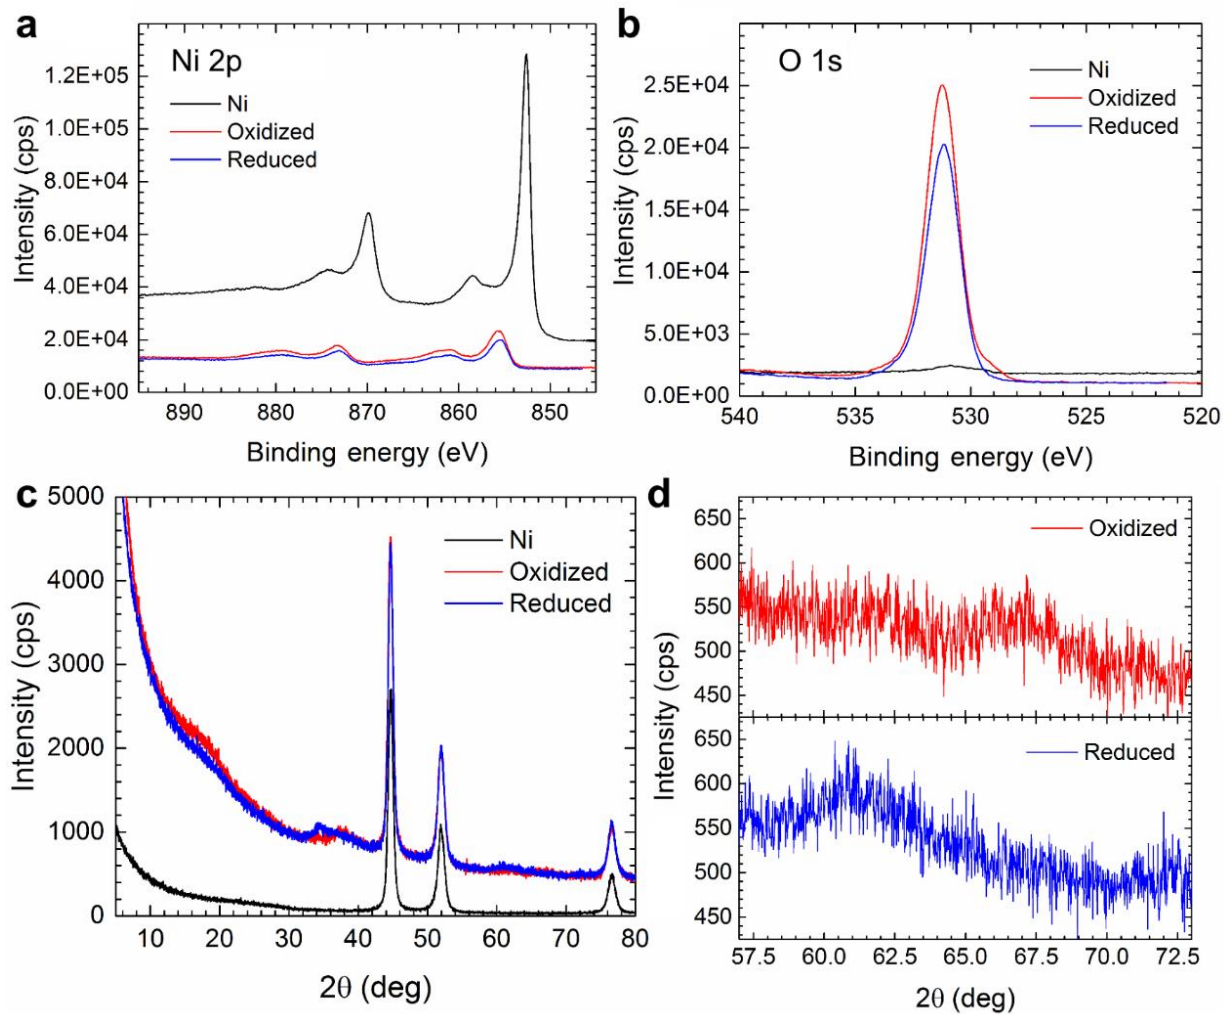 a
Ni 2p
Ni
Oxidized
Reduced
1.2E+05
1.0E+05
8.0E+04
6.0E+04
4.0E+04
2.0E+04
0.0E+00
Intensity (cps)
890 880 870 860 850
Binding energy (eV)
b
O 1s
Ni
Oxidized
Reduced
2.5E+04
2.0E+04
1.5E+04
1.0E+04
5.0E+03
0.0E+00
Intensity (cps)
540 535 530 525 520
Binding energy (eV)
c
Ni
Oxidized
Reduced
5000
4000
3000
2000
1000
0
Intensity (cps)
10 20 30 40 50 60 70 80
2θ (deg)
d
Oxidized
650
600
550
500
450
Reduced
650
600
550
500
450
Intensity (cps)
57.5 60.0 62.5 65.0 67.5 70.0 72.5
2θ (deg)